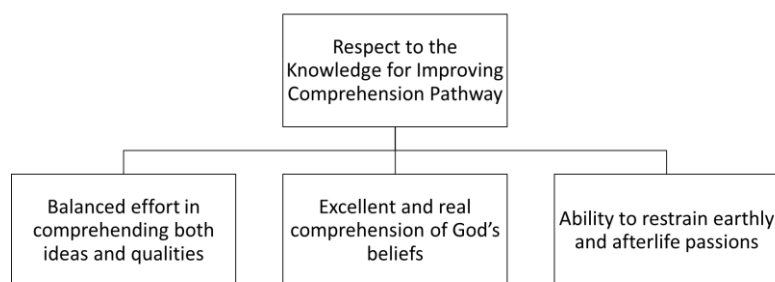 Respect to the
Knowledge for Improving
Comprehension Pathway
Balanced effort in
comprehending both
ideas and qualities
Excellent and real
comprehension of God's
beliefs
Ability to restrain earthly
and afterlife passions